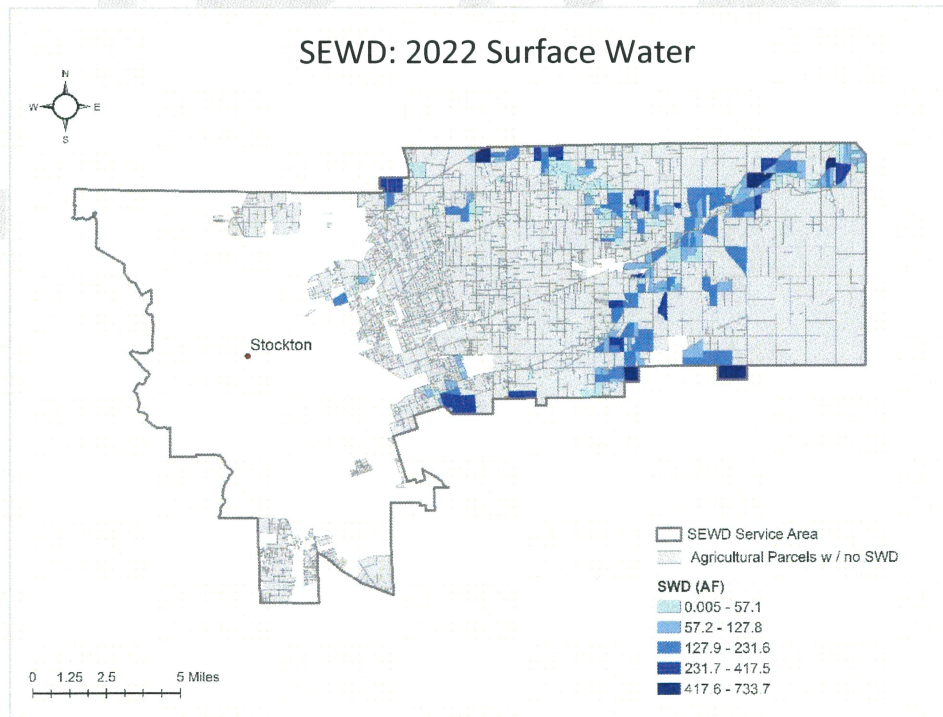 SEWD: 2022 Surface Water
N
W E
S
Stockton
SEWD Service Area
Agricultural Parcels w / no SWD
SWD (AF)
0.005 - 57.1
57.2 - 127.8
127.9 - 231.6
231.7 - 417.5
417.6 - 733.7
0 1.25 2.5 5 Miles